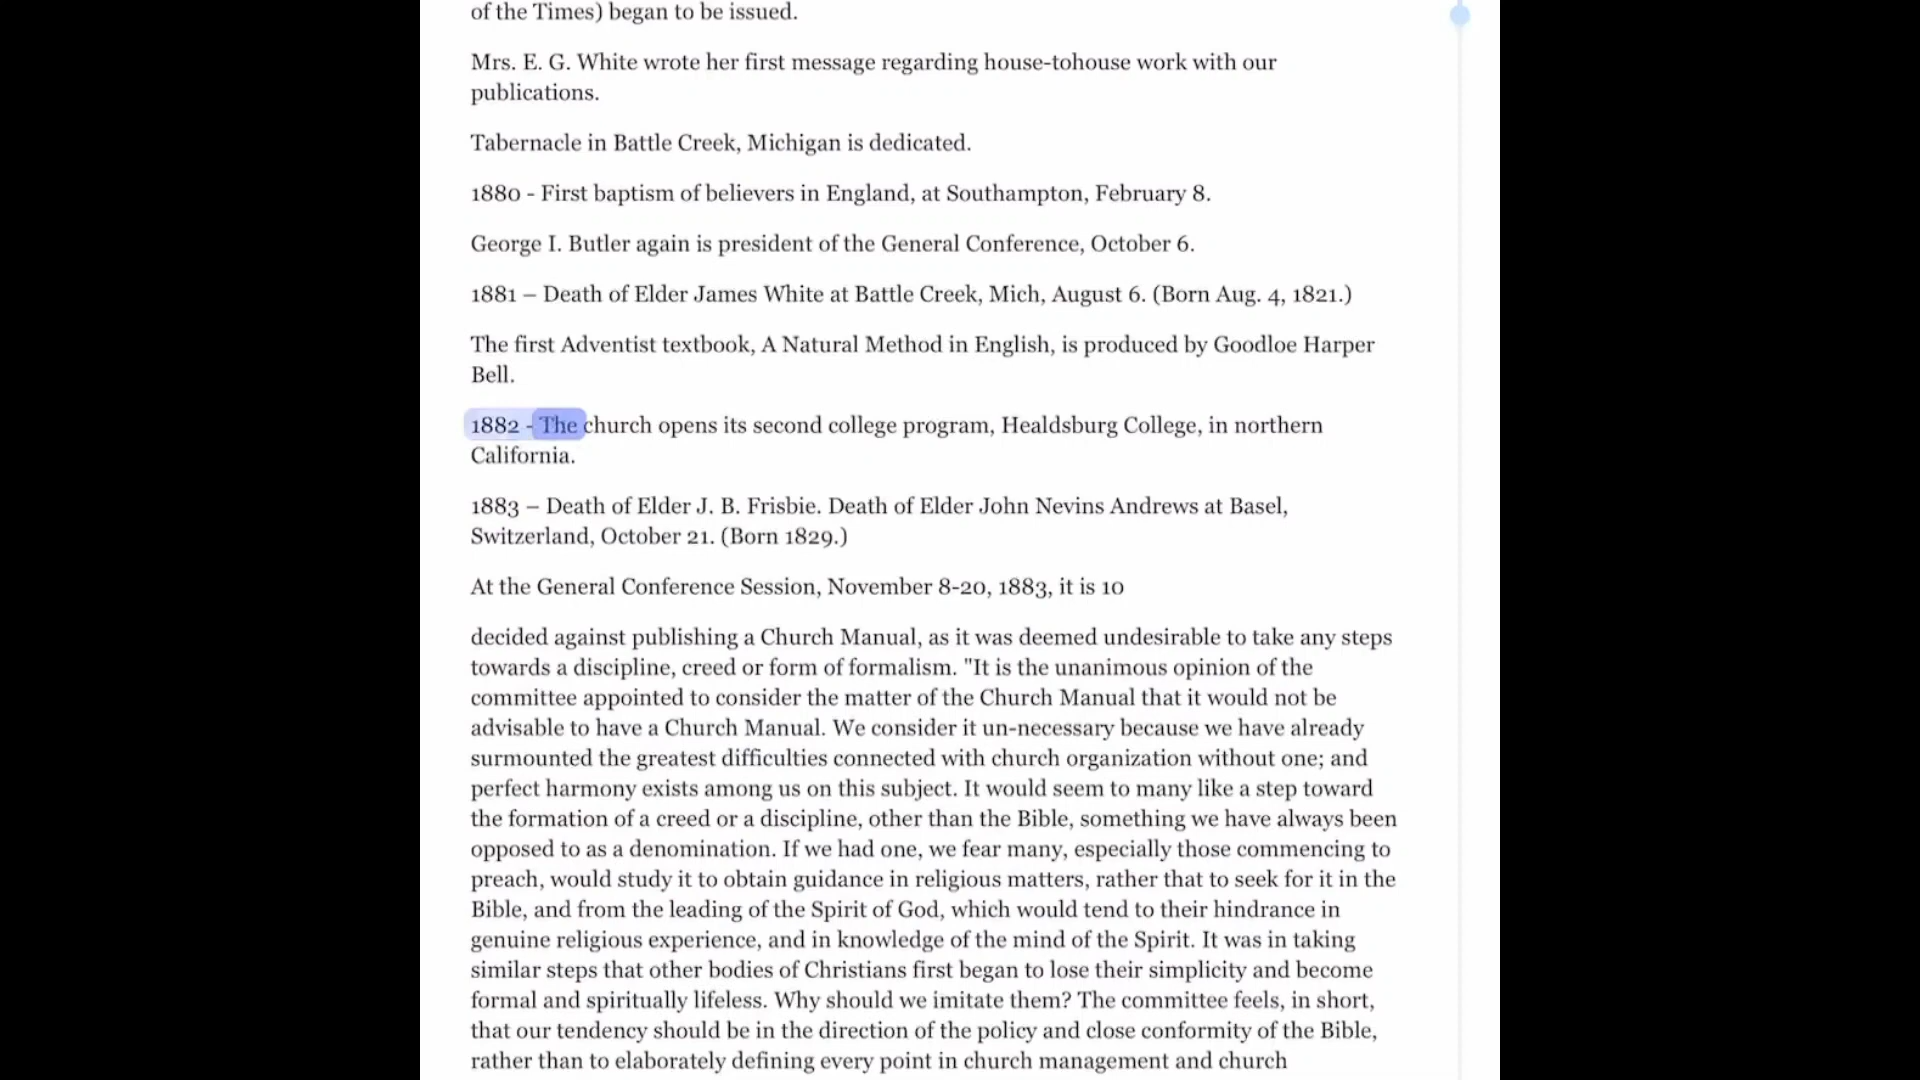 of the Times) began to be issued.
Mrs. E. G. White wrote her first message regarding house-tohouse work with our
publications.
Tabernacle in Battle Creek, Michigan is dedicated.
1880 - First baptism of believers in England, at Southampton, February 8.
George I. Butler again is president of the General Conference, October 6.
1881 – Death of Elder James White at Battle Creek, Mich, August 6. (Born Aug. 4, 1821.)
The first Adventist textbook, A Natural Method in English, is produced by Goodloe Harper
Bell.
1882 - The church opens its second college program, Healdsburg College, in northern
California.
1883 – Death of Elder J. B. Frisbie. Death of Elder John Nevins Andrews at Basel,
Switzerland, October 21. (Born 1829.)
At the General Conference Session, November 8-20, 1883, it is 10
decided against publishing a Church Manual, as it was deemed undesirable to take any steps
towards a discipline, creed or form of formalism. "It is the unanimous opinion of the
committee appointed to consider the matter of the Church Manual that it would not be
advisable to have a Church Manual. We consider it un-necessary because we have already
surmounted the greatest difficulties connected with church organization without one; and
perfect harmony exists among us on this subject. It would seem to many like a step toward
the formation of a creed or a discipline, other than the Bible, something we have always been
opposed to as a denomination. If we had one, we fear many, especially those commencing to
preach, would study it to obtain guidance in religious matters, rather that to seek for it in the
Bible, and from the leading of the Spirit of God, which would tend to their hindrance in
genuine religious experience, and in knowledge of the mind of the Spirit. It was in taking
similar steps that other bodies of Christians first began to lose their simplicity and become
formal and spiritually lifeless. Why should we imitate them? The committee feels, in short,
that our tendency should be in the direction of the policy and close conformity of the Bible,
rather than to elaborately defining every point in church management and church